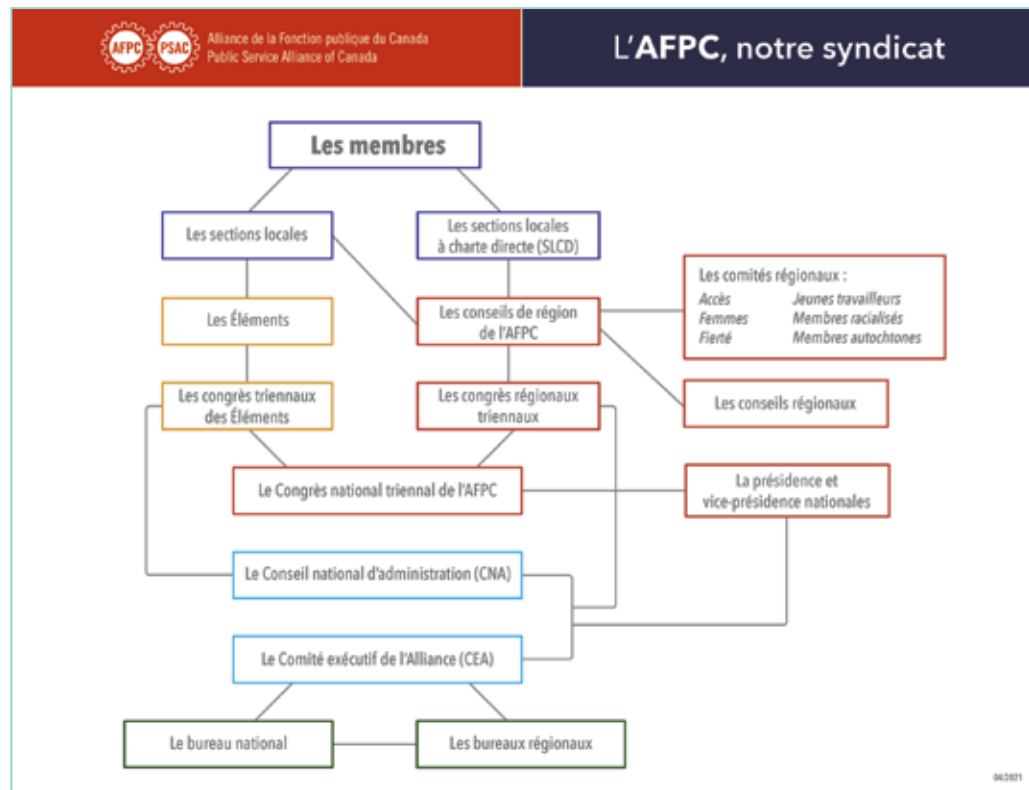 AFPC PSAC
Alliance de la Fonction publique du Canada
Public Service Alliance of Canada
L'AFPC, notre syndicat
Les membres
Les sections locales
Les sections locales
à charte directe (SLCD)
Les comités régionaux :
Accès Jeunes travailleurs
Femmes Membres racialisés
Fierté Membres autochtones
Les Éléments
Les conseils de région
de l'AFPC
Les congrès triennaux
des Éléments
Les congrès régionaux
triennaux
Les conseils régionaux
Le Congrès national triennal de l'AFPC
La présidence et
vice-présidence nationales
Le Conseil national d'administration (CNA)
Le Comité exécutif de l'Alliance (CEA)
Le bureau national
Les bureaux régionaux
04/2021